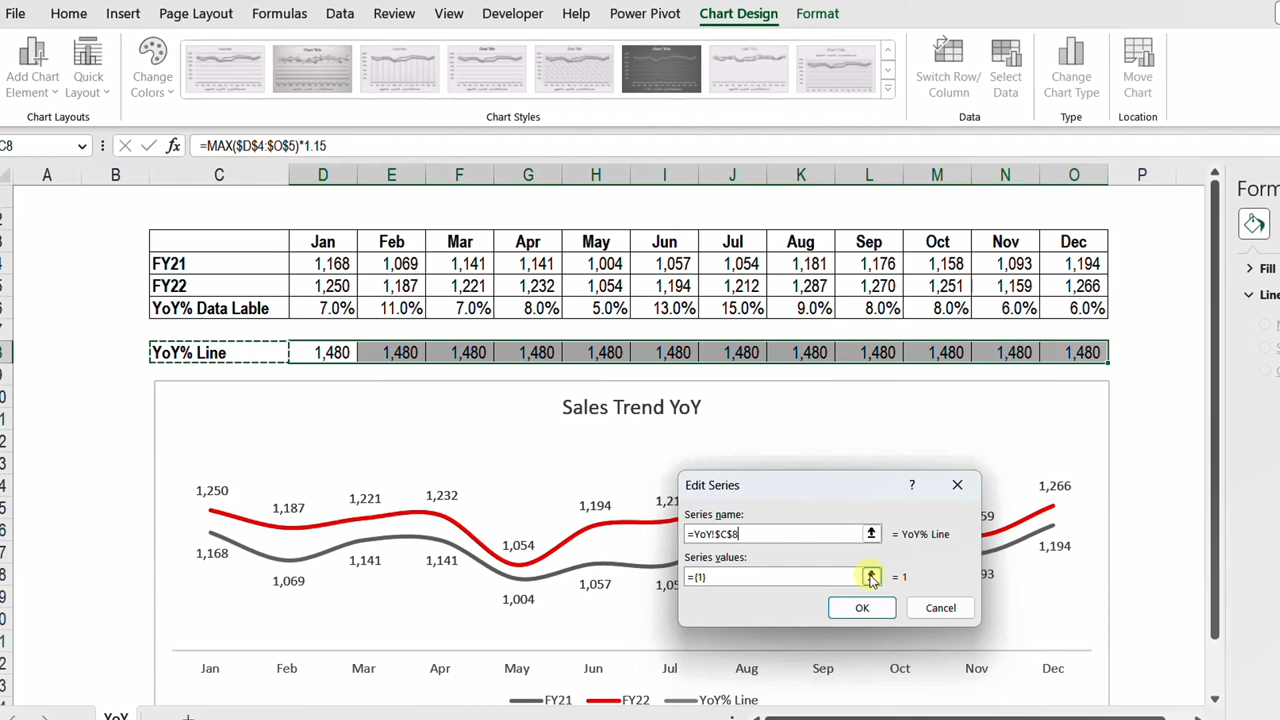 File Home Insert Page Layout Formulas Data Review View Developer Help Power Pivot Chart Design Format
Add Chart Element Quick Layout Change Colors Switch Row/ Column Select Data Change Chart Type Move Chart
Chart Layouts Chart Styles Data Type Location
C8 fx =MAX($D$4:$O$5)*1.15
A B C D E F G H I J K L M N O P
Form
Jan Feb Mar Apr May Jun Jul Aug Sep Oct Nov Dec
FY21 1,168 1,069 1,141 1,141 1,004 1,057 1,054 1,181 1,176 1,158 1,093 1,194
Fill
FY22 1,250 1,187 1,221 1,232 1,054 1,194 1,212 1,287 1,270 1,251 1,159 1,266
Line
YoY% Data Lable 7.0% 11.0% 7.0% 8.0% 5.0% 13.0% 15.0% 9.0% 8.0% 8.0% 6.0% 6.0%
YoY% Line 1,480 1,480 1,480 1,480 1,480 1,480 1,480 1,480 1,480 1,480 1,480 1,480
Sales Trend YoY
1,250 1,187 1,221 1,232 1,054 1,194 1,21 59 1,266
1,168 1,069 1,141 1,141 1,004 1,057 1,05 93 1,194
Edit Series ?
Series name:
=YoY!$C$8 = YoY% Line
Series values:
={1} = 1
OK Cancel
Jan Feb Mar Apr May Jun Jul Aug Sep Oct Nov Dec
FY21 FY22 YoY% Line
YoY